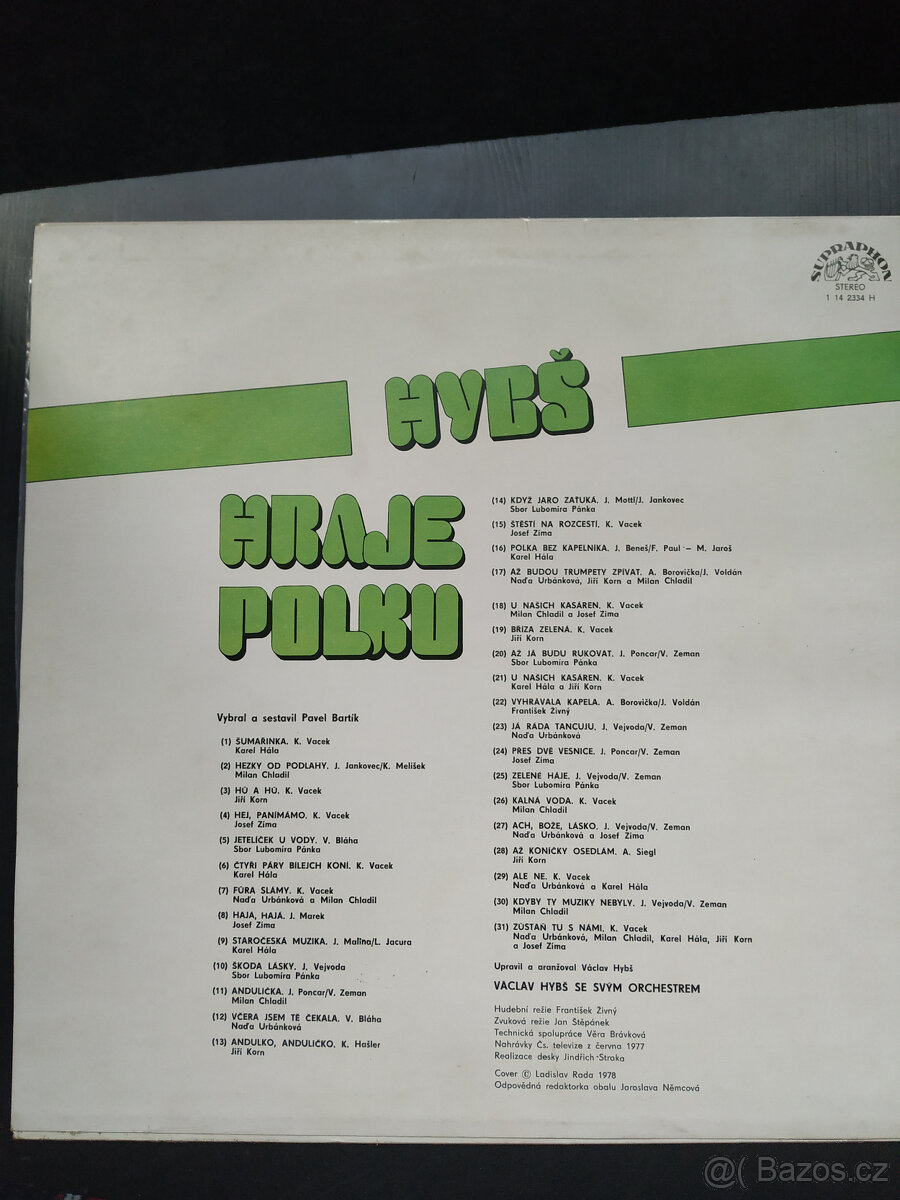 SUPRAPHON
STEREO
1 14 2334 H
HYBŠ
HRAJE
POLKU
Vybral a sestavil Pavel Bartík
(1) ŠUMAŘINKA. K. Vacek
Karel Hála
(2) HEZKY OD PODLAHY. J. Jankovec/K. Melíšek
Milan Chladil
(3) HŮ A HŮ. K. Vacek
Jiří Korn
(4) HEJ, PANÍMÁMO. K. Vacek
Josef Zíma
(5) JETELÍČEK U VODY. V. Bláha
Sbor Lubomíra Pánka
(6) ČTYŘI PÁRY BÍLEJCH KONÍ. K. Vacek
Karel Hála
(7) FŮRA SLÁMY. K. Vacek
Naďa Urbánková a Milan Chladil
(8) HAJA, HAJÁ. J. Marek
Josef Zíma
(9) STAROČESKÁ MUZIKA. J. Malina/L. Jacura
Karel Hála
(10) ŠKODA LÁSKY. J. Vejvoda
Sbor Lubomíra Pánka
(11) ANDULIČKA. J. Poncar/V. Zeman
Milan Chladil
(12) VČERA JSEM TĚ ČEKALA. V. Bláha
Naďa Urbánková
(13) ANDULKO, ANDULIČKO. K. Hašler
Jiří Korn
(14) KDYŽ JARO ZAŤUKÁ. J. Mottl/J. Jankovec
Sbor Lubomíra Pánka
(15) ŠTĚSTÍ NA ROZCESTÍ. K. Vacek
Josef Zíma
(16) POLKA BEZ KAPELNÍKA. J. Beneš/F. Paul – M. Jaroš
Karel Hála
(17) AŽ BUDOU TRUMPETY ZPÍVAT. A. Borovička/J. Voldán
Naďa Urbánková, Jiří Korn a Milan Chladil
(18) U NAŠICH KASÁREN. K. Vacek
Milan Chladil a Josef Zíma
(19) BŘÍZA ZELENÁ. K. Vacek
Jiří Korn
(20) AŽ JÁ BUDU RUKOVAT. J. Poncar/V. Zeman
Sbor Lubomíra Pánka
(21) U NAŠICH KASÁREN. K. Vacek
Karel Hála a Jiří Korn
(22) VYHRÁVALA KAPELA. A. Borovička/J. Voldán
František Živný
(23) JÁ RÁDA TANCUJU. J. Vejvoda/V. Zeman
Naďa Urbánková
(24) PŘES DVĚ VESNICE. J. Poncar/V. Zeman
Josef Zíma
(25) ZELENÉ HÁJE. J. Vejvoda/V. Zeman
Sbor Lubomíra Pánka
(26) KALNÁ VODA. K. Vacek
Milan Chladil
(27) ACH, BOŽE, LÁSKO. J. Vejvoda/V. Zeman
Naďa Urbánková a Josef Zíma
(28) AŽ KONÍČKY OSEDLÁM. A. Siegl
Jiří Korn
(29) ALE NE. K. Vacek
Naďa Urbánková a Karel Hála
(30) KDYBY TY MUZIKY NEBYLY. J. Vejvoda/V. Zeman
Milan Chladil
(31) ZŮSTAŇ TU S NÁMI. K. Vacek
Naďa Urbánková, Milan Chladil, Karel Hála, Jiří Korn
a Josef Zíma
Upravil a aranžoval Václav Hybš
VÁCLAV HYBŠ SE SVÝM ORCHESTREM
Hudební režie František Živný
Zvuková režie Jan Štěpánek
Technická spolupráce Věra Brávková
Nahrávky Čs. televize z června 1977
Realizace desky Jindřich Straka
Cover © Ladislav Rada 1978
Odpovědná redaktorka obalu Jaroslava Němcová
@( Bazos.cz